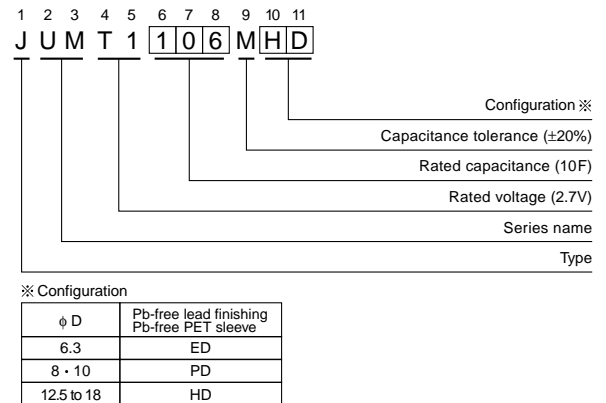 1 2 3 4 5 6 7 8 9 10 11
J U M T 1 1 0 6 M H D
Configuration ※
Capacitance tolerance (±20%)
Rated capacitance (10F)
Rated voltage (2.7V)
Series name
Type
※ Configuration
ϕ D Pb-free lead finishing
Pb-free PET sleeve
6.3 ED
8 · 10 PD
12.5 to 18 HD